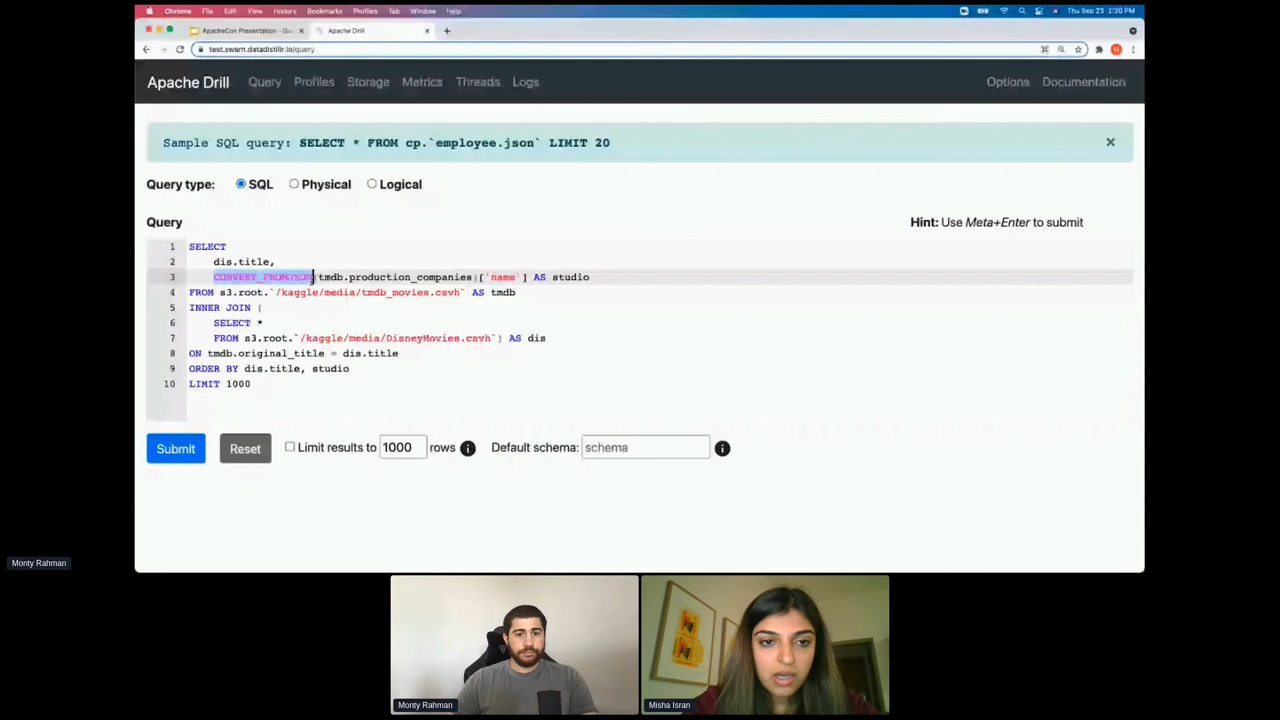 Chrome File Edit View History Bookmarks Profiles Tab Window Help Thu Sep 23 2:20 PM
ApacheCon Presentation - Apache Drill
test.swarn.datadistillr.io/query
Apache Drill Query Profiles Storage Metrics Threads Logs Options Documentation
Sample SQL query: SELECT * FROM cp.`employee.json` LIMIT 20 ×
Query type: SQL Physical Logical
Query Hint: Use Meta+Enter to submit
1 SELECT
2 dis.title,
3 CONVERT_FROMJSON(tmdb.production_companies)['name'] AS studio
4 FROM s3.root.`/kaggle/media/tmdb_movies.csvh` AS tmdb
5 INNER JOIN (
6 SELECT *
7 FROM s3.root.`/kaggle/media/DisneyMovies.csvh`) AS dis
8 ON tmdb.original_title = dis.title
9 ORDER BY dis.title, studio
10 LIMIT 1000
Submit Reset Limit results to 1000 rows Default schema: schema
Monty Rahman
Monty Rahman Misha Isran